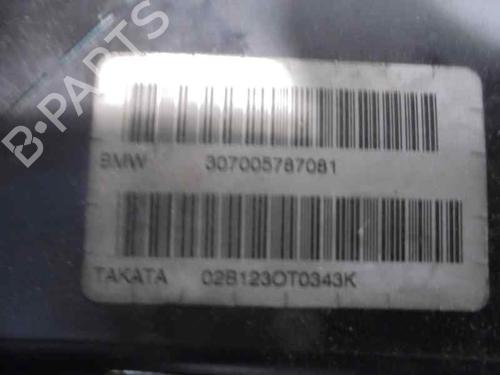 B-PARTS
BMW 307005787081
TAKATA 02B123OT0343K